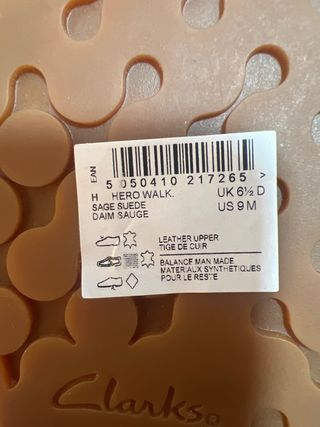 EAN
5 050410 217265 >
H HERO WALK. UK 6½ D
SAGE SUEDE US 9 M
DAIM SAUGE
LEATHER UPPER
TIGE DE CUIR
BALANCE MAN MADE
MATERIAUX SYNTHETIQUES
POUR LE RESTE
Clarks®